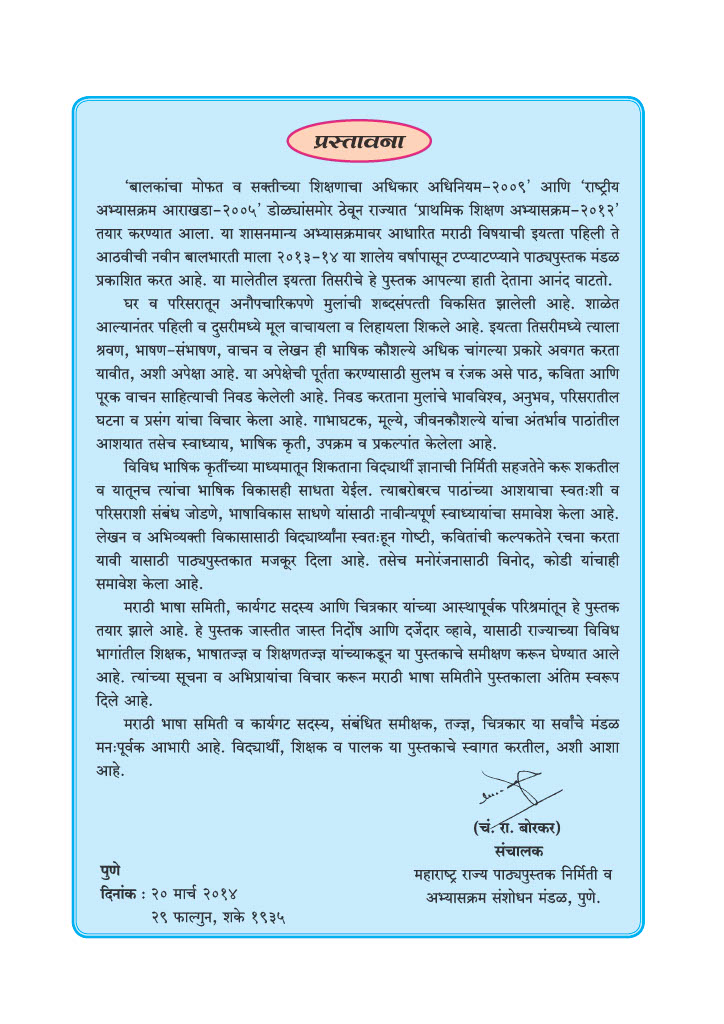 प्रस्तावना
‘बालकांचा मोफत व सक्तीच्या शिक्षणाचा अधिकार अधिनियम-२००९’ आणि ‘राष्ट्रीय
अभ्यासक्रम आराखडा-२००५’ डोळ्यांसमोर ठेवून राज्यात ‘प्राथमिक शिक्षण अभ्यासक्रम-२०१२’
तयार करण्यात आला. या शासनमान्य अभ्यासक्रमावर आधारित मराठी विषयाची इयत्ता पहिली ते
आठवीची नवीन बालभारती माला २०१३-१४ या शालेय वर्षापासून टप्प्याटप्प्याने पाठ्यपुस्तक मंडळ
प्रकाशित करत आहे. या मालेतील इयत्ता तिसरीचे हे पुस्तक आपल्या हाती देताना आनंद वाटतो.
घर व परिसरातून अनौपचारिकपणे मुलांची शब्दसंपत्ती विकसित झालेली आहे. शाळेत
आल्यानंतर पहिली व दुसरीमध्ये मूल वाचायला व लिहायला शिकले आहे. इयत्ता तिसरीमध्ये त्याला
श्रवण, भाषण-संभाषण, वाचन व लेखन ही भाषिक कौशल्ये अधिक चांगल्या प्रकारे अवगत करता
यावीत, अशी अपेक्षा आहे. या अपेक्षेची पूर्तता करण्यासाठी सुलभ व रंजक असे पाठ, कविता आणि
पूरक वाचन साहित्याची निवड केलेली आहे. निवड करताना मुलांचे भावविश्व, अनुभव, परिसरातील
घटना व प्रसंग यांचा विचार केला आहे. गाभाघटक, मूल्ये, जीवनकौशल्ये यांचा अंतर्भाव पाठांतील
आशयात तसेच स्वाध्याय, भाषिक कृती, उपक्रम व प्रकल्पांत केलेला आहे.
विविध भाषिक कृतींच्या माध्यमातून शिकताना विद्यार्थी ज्ञानाची निर्मिती सहजतेने करू शकतील
व यातूनच त्यांचा भाषिक विकासही साधता येईल. त्याबरोबरच पाठांच्या आशयाचा स्वतःशी व
परिसराशी संबंध जोडणे, भाषाविकास साधणे यांसाठी नावीन्यपूर्ण स्वाध्यायांचा समावेश केला आहे.
लेखन व अभिव्यक्ती विकासासाठी विद्यार्थ्यांना स्वतःहून गोष्टी, कवितांची कल्पकतेने रचना करता
यावी यासाठी पाठ्यपुस्तकात मजकूर दिला आहे. तसेच मनोरंजनासाठी विनोद, कोडी यांचाही
समावेश केला आहे.
मराठी भाषा समिती, कार्यगट सदस्य आणि चित्रकार यांच्या आस्थापूर्वक परिश्रमांतून हे पुस्तक
तयार झाले आहे. हे पुस्तक जास्तीत जास्त निर्दोष आणि दर्जेदार व्हावे, यासाठी राज्याच्या विविध
भागांतील शिक्षक, भाषातज्ज्ञ व शिक्षणतज्ज्ञ यांच्याकडून या पुस्तकाचे समीक्षण करून घेण्यात आले
आहे. त्यांच्या सूचना व अभिप्रायांचा विचार करून मराठी भाषा समितीने पुस्तकाला अंतिम स्वरूप
दिले आहे.
मराठी भाषा समिती व कार्यगट सदस्य, संबंधित समीक्षक, तज्ज्ञ, चित्रकार या सर्वांचे मंडळ
मनःपूर्वक आभारी आहे. विद्यार्थी, शिक्षक व पालक या पुस्तकाचे स्वागत करतील, अशी आशा
आहे.
(चं. रा. बोरकर)
संचालक
महाराष्ट्र राज्य पाठ्यपुस्तक निर्मिती व
अभ्यासक्रम संशोधन मंडळ, पुणे.
पुणे
दिनांक : २० मार्च २०१४
२९ फाल्गुन, शके १९३५